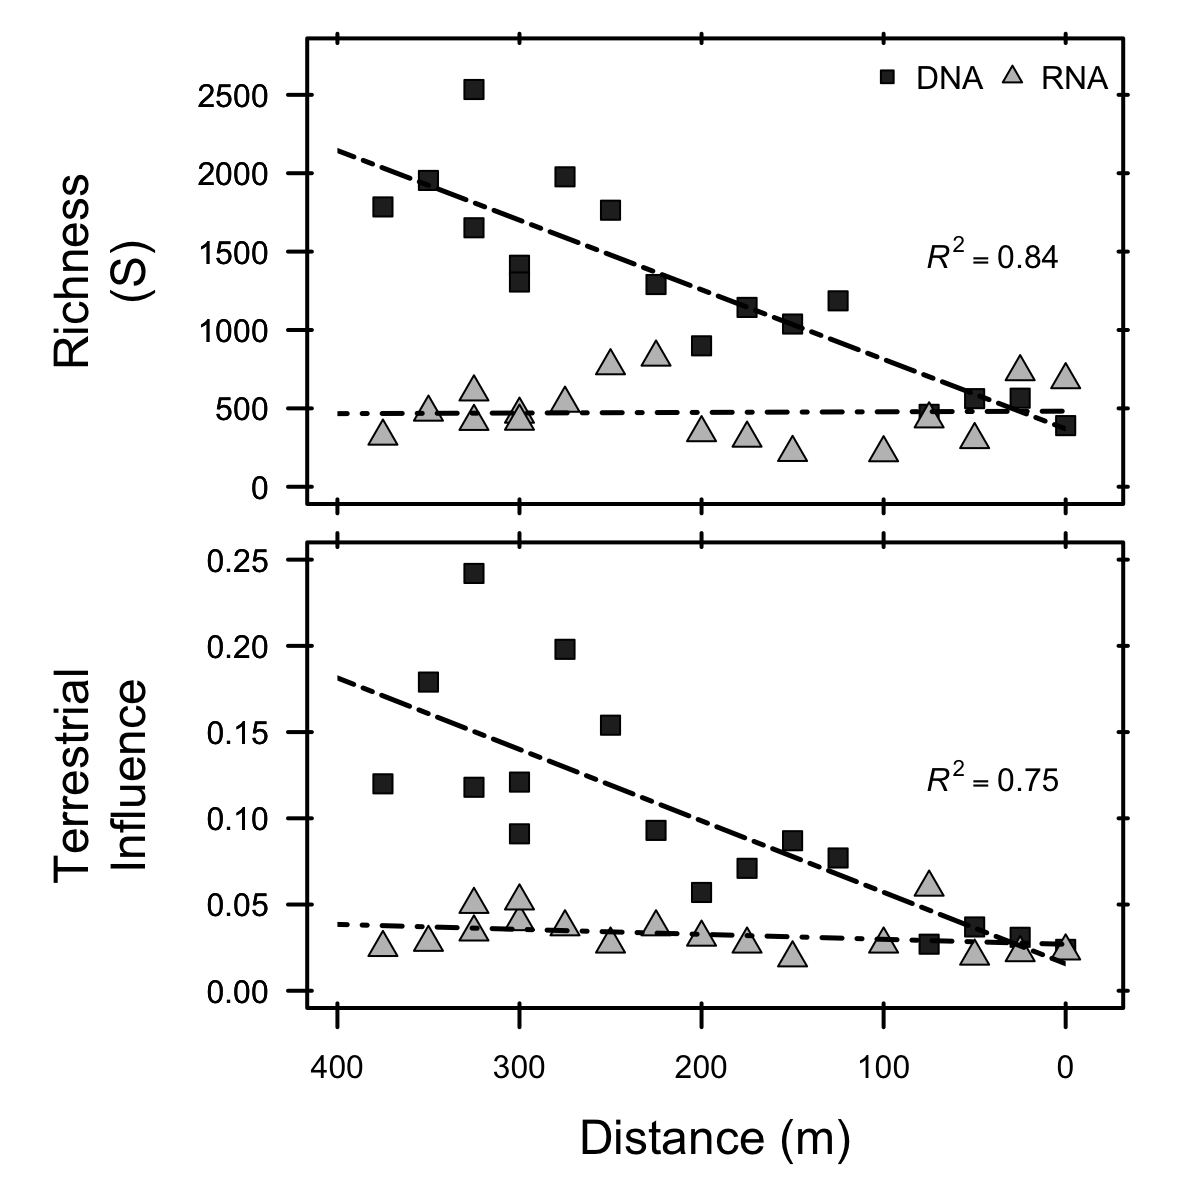 DNA RNA
2500
2000
1500
1000
500
0
Richness
(S)
R² = 0.84
0.25
0.20
0.15
0.10
0.05
0.00
Terrestrial
Influence
R² = 0.75
400 300 200 100 0
Distance (m)